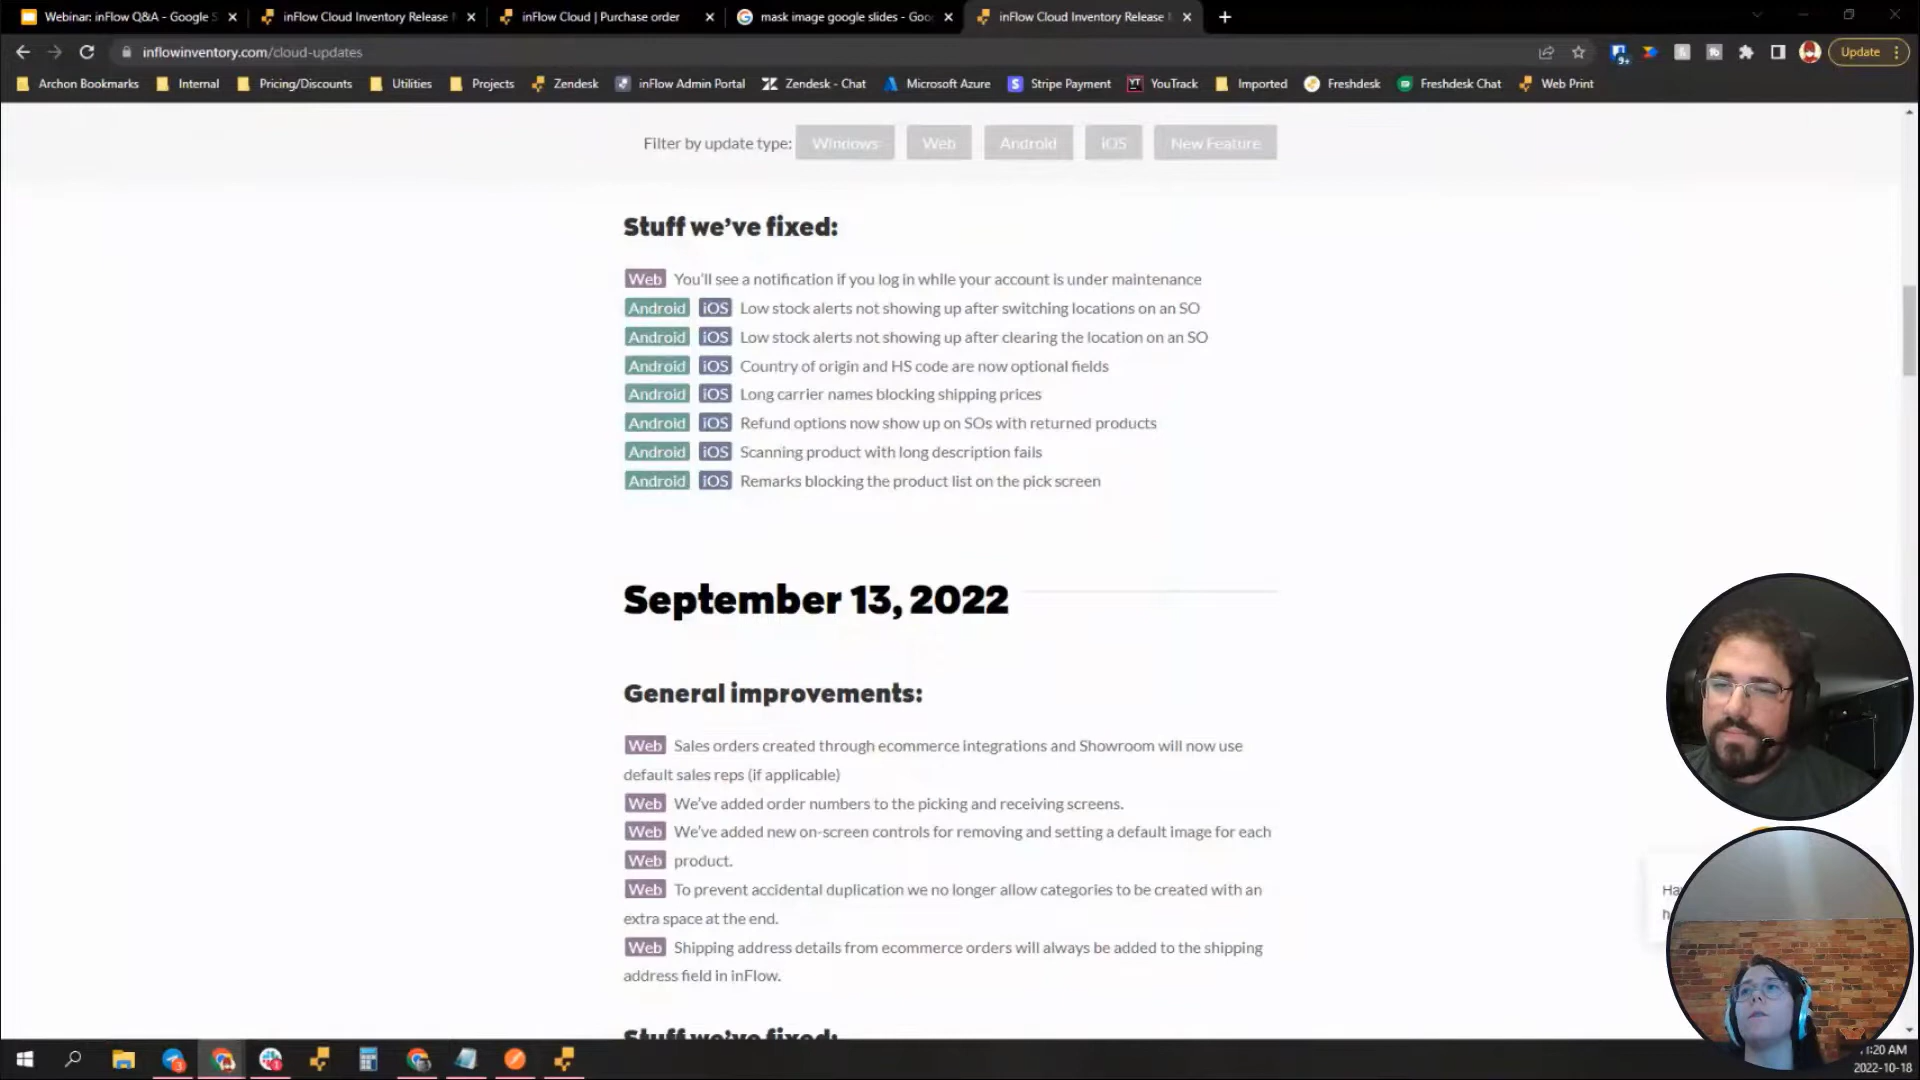 Webinar: inFlow Q&A - Google S
inFlow Cloud Inventory Release
inFlow Cloud | Purchase order
mask image google slides - Goo
inFlow Cloud Inventory Release
inflowinventory.com/cloud-updates
9+
Update
Archon Bookmarks
Internal
Pricing/Discounts
Utilities
Projects
Zendesk
inFlow Admin Portal
Zendesk - Chat
Microsoft Azure
Stripe Payment
YouTrack
Imported
Freshdesk
Freshdesk Chat
Web Print
Filter by update type: Windows Web Android iOS New Feature
Stuff we've fixed:
Web You'll see a notification if you log in while your account is under maintenance
Android iOS Low stock alerts not showing up after switching locations on an SO
Android iOS Low stock alerts not showing up after clearing the location on an SO
Android iOS Country of origin and HS code are now optional fields
Android iOS Long carrier names blocking shipping prices
Android iOS Refund options now show up on SOs with returned products
Android iOS Scanning product with long description fails
Android iOS Remarks blocking the product list on the pick screen
September 13, 2022
General improvements:
Web Sales orders created through ecommerce integrations and Showroom will now use
default sales reps (if applicable)
Web We've added order numbers to the picking and receiving screens.
Web We've added new on-screen controls for removing and setting a default image for each
Web product.
Web To prevent accidental duplication we no longer allow categories to be created with an
extra space at the end.
Web Shipping address details from ecommerce orders will always be added to the shipping
address field in inFlow.
Stuff we've fixed:
:20 AM
2022-10-18